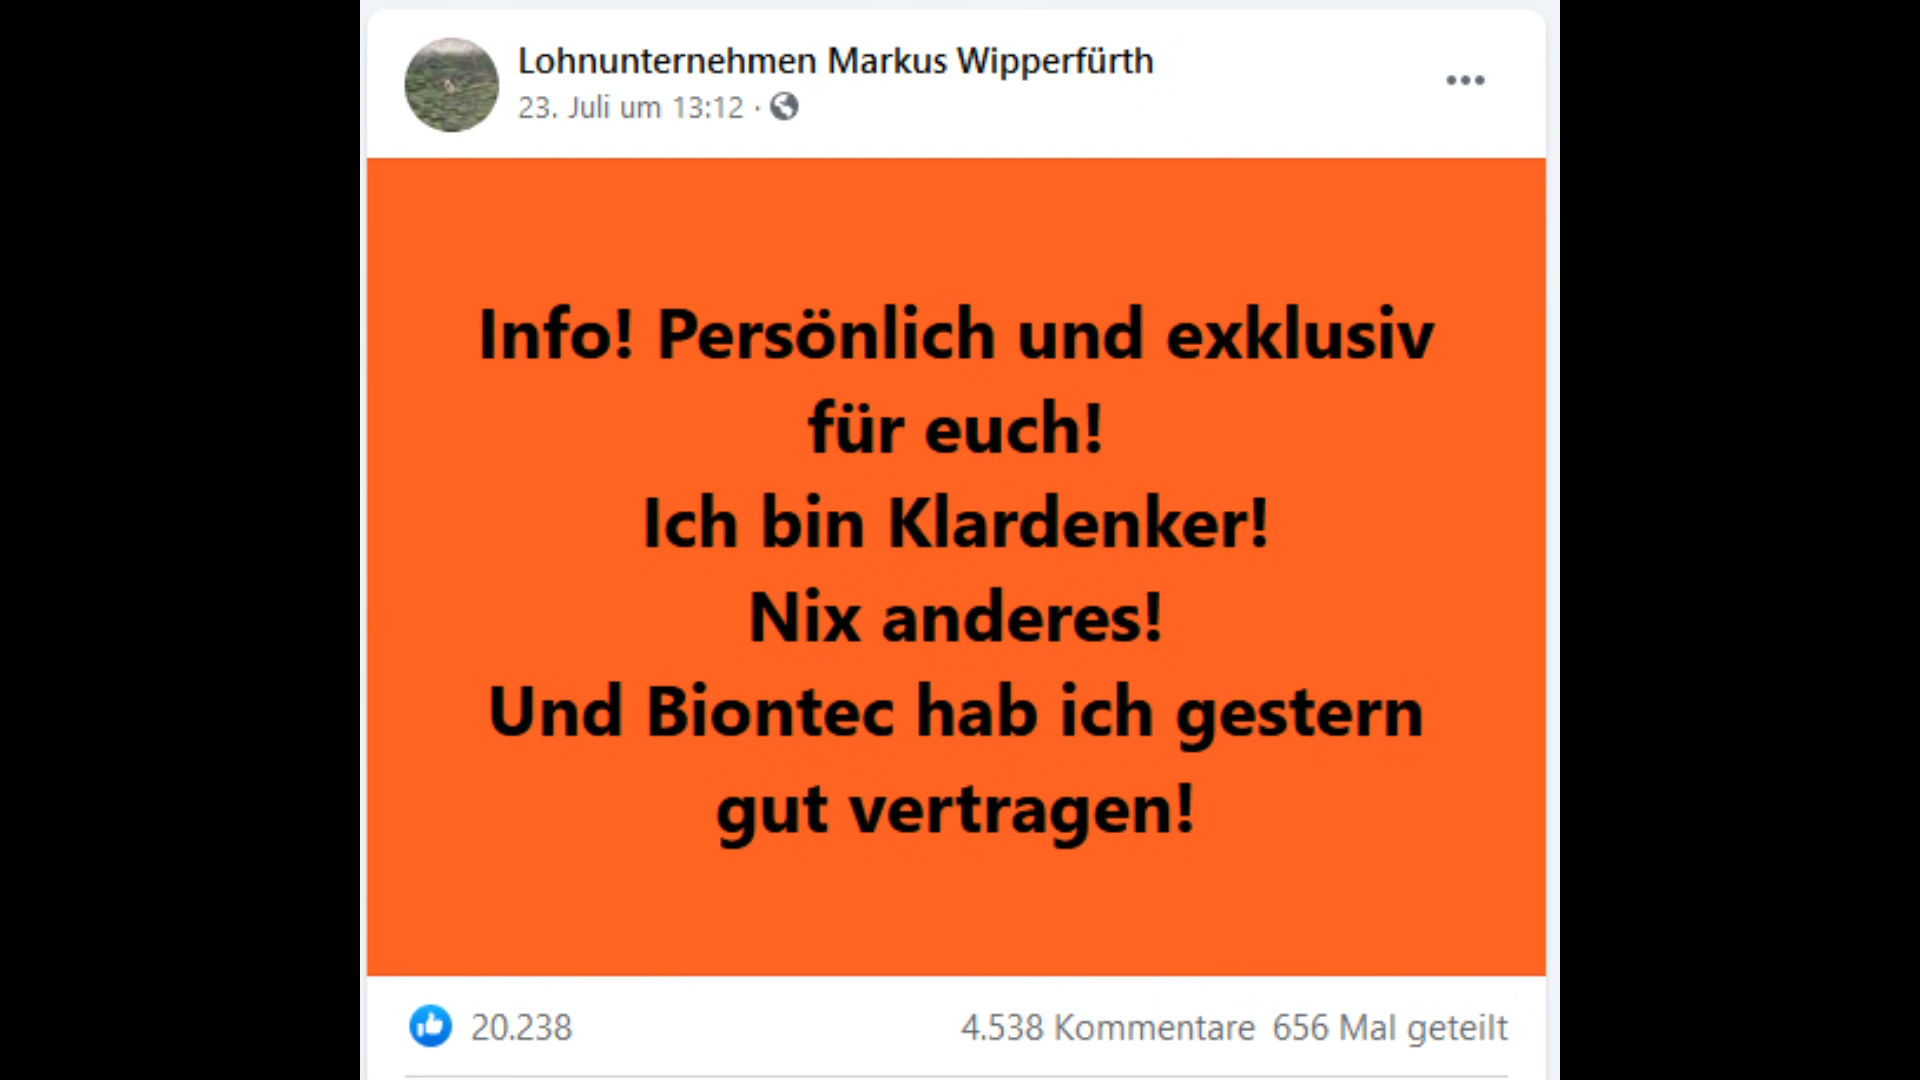 Lohnunternehmen Markus Wipperfürth
23. Juli um 13:12 ·
Info! Persönlich und exklusiv
für euch!
Ich bin Klardenker!
Nix anderes!
Und Biontec hab ich gestern
gut vertragen!
20.238 4.538 Kommentare 656 Mal geteilt